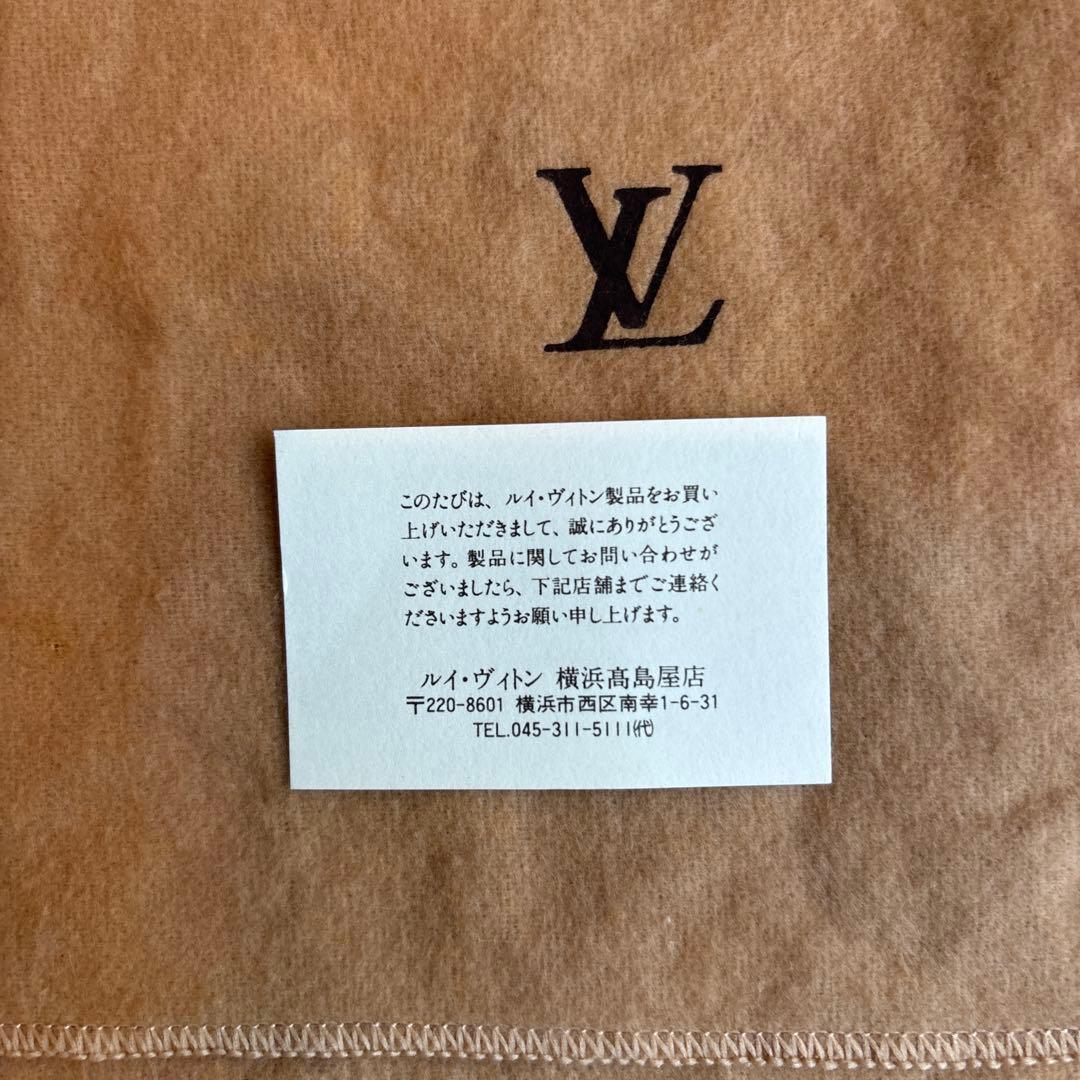 LV
このたびは、ルイ・ヴィトン製品をお買い
上げいただきまして、誠にありがとうござ
います。製品に関してお問い合わせが
ございましたら、下記店舗までご連絡く
ださいますようお願い申し上げます。
ルイ・ヴィトン 横浜髙島屋店
〒220-8601 横浜市西区南幸1-6-31
TEL.045-311-5111㈹